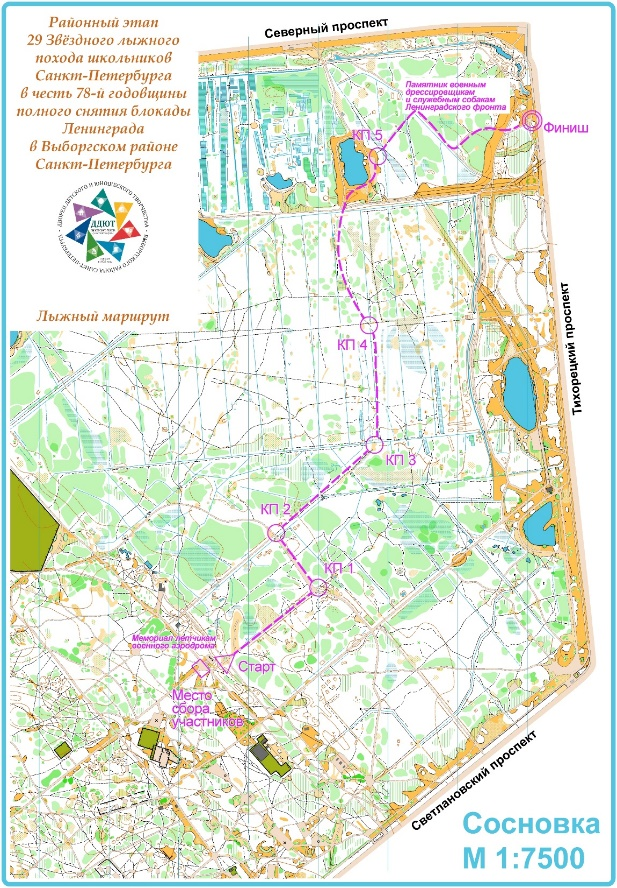 Районный этап
29 Звёздного лыжного
похода школьников
Санкт-Петербурга
в честь 78-й годовщины
полного снятия блокады
Ленинграда
в Выборгском районе
Санкт-Петербурга
ДДЮТ
Лыжный маршрут
Северный проспект
Памятник военным
дрессировщикам
и служебным собакам
Ленинградского фронта
КП 5
Финиш
Тихорецкий проспект
КП 4
КП 3
КП 2
КП 1
Мемориал лётчикам
военного аэродрома
Старт
Место
сбора
участников
Светлановский проспект
Сосновка
М 1:7500